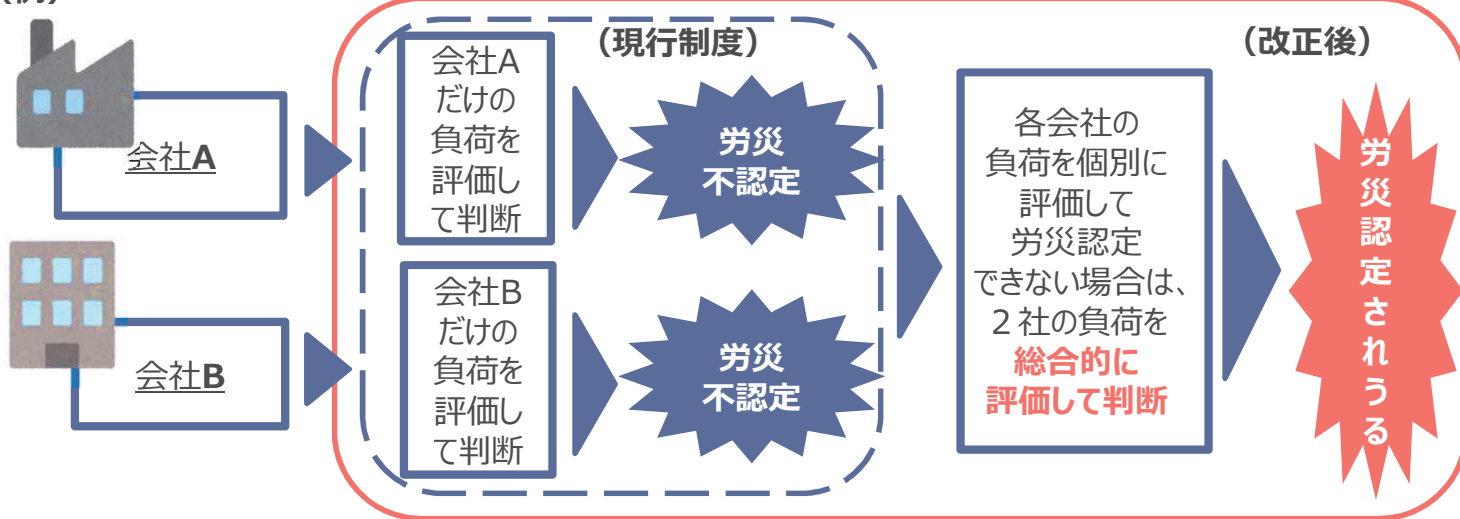 (例)
会社A
会社B
(現行制度)
会社A
だけの
負荷を
評価し
て判断
労災
不認定
会社B
だけの
負荷を
評価し
て判断
労災
不認定
(改正後)
各会社の
負荷を個別に
評価して
労災認定
できない場合は、
２社の負荷を
総合的に
評価して判断
労災認定されうる